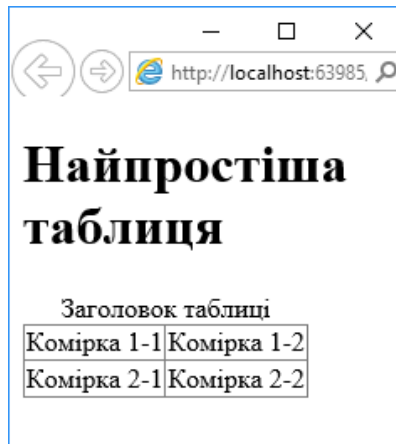 http://localhost:63985,
Найпростіша
таблиця
Заголовок таблиці
Комірка 1-1 Комірка 1-2
Комірка 2-1 Комірка 2-2